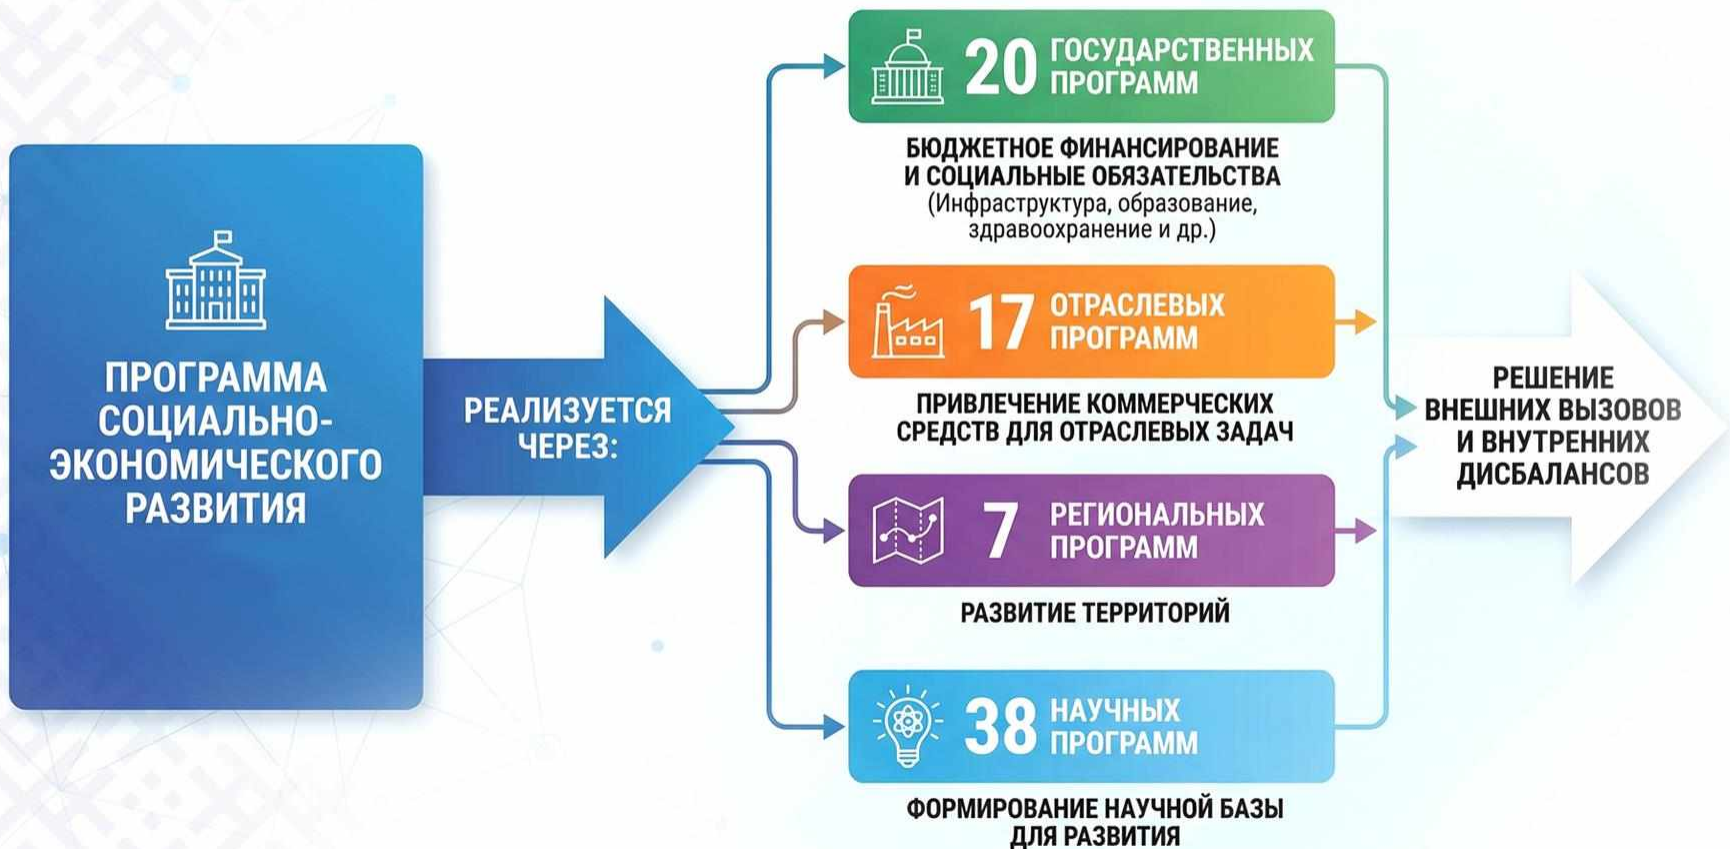 ПРОГРАММА
СОЦИАЛЬНО-
ЭКОНОМИЧЕСКОГО
РАЗВИТИЯ
РЕАЛИЗУЕТСЯ
ЧЕРЕЗ:
20 ГОСУДАРСТВЕННЫХ
ПРОГРАММ
БЮДЖЕТНОЕ ФИНАНСИРОВАНИЕ
И СОЦИАЛЬНЫЕ ОБЯЗАТЕЛЬСТВА
(Инфраструктура, образование,
здравоохранение и др.)
17 ОТРАСЛЕВЫХ
ПРОГРАММ
ПРИВЛЕЧЕНИЕ КОММЕРЧЕСКИХ
СРЕДСТВ ДЛЯ ОТРАСЛЕВЫХ ЗАДАЧ
7 РЕГИОНАЛЬНЫХ
ПРОГРАММ
РАЗВИТИЕ ТЕРРИТОРИЙ
38 НАУЧНЫХ
ПРОГРАММ
ФОРМИРОВАНИЕ НАУЧНОЙ БАЗЫ
ДЛЯ РАЗВИТИЯ
РЕШЕНИЕ
ВНЕШНИХ ВЫЗОВОВ
И ВНУТРЕННИХ
ДИСБАЛАНСОВ